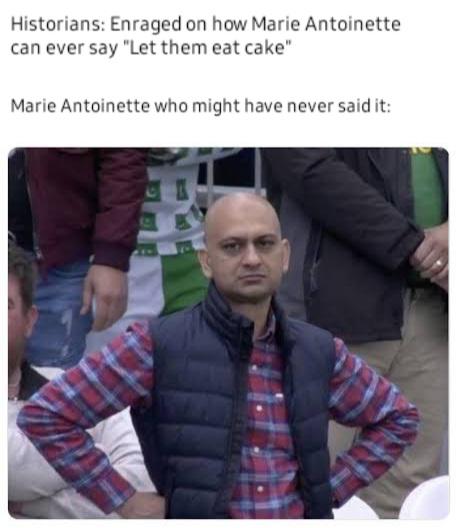 Historians: Enraged on how Marie Antoinette
can ever say "Let them eat cake"
Marie Antoinette who might have never said it: